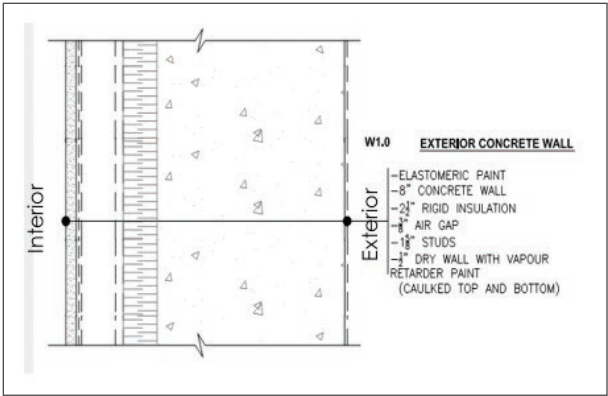 Interior
Exterior
W1.0 EXTERIOR CONCRETE WALL
-ELASTOMERIC PAINT
-8" CONCRETE WALL
-2½" RIGID INSULATION
-⅜" AIR GAP
-1⅝" STUDS
-½" DRY WALL WITH VAPOUR
RETARDER PAINT
(CAULKED TOP AND BOTTOM)